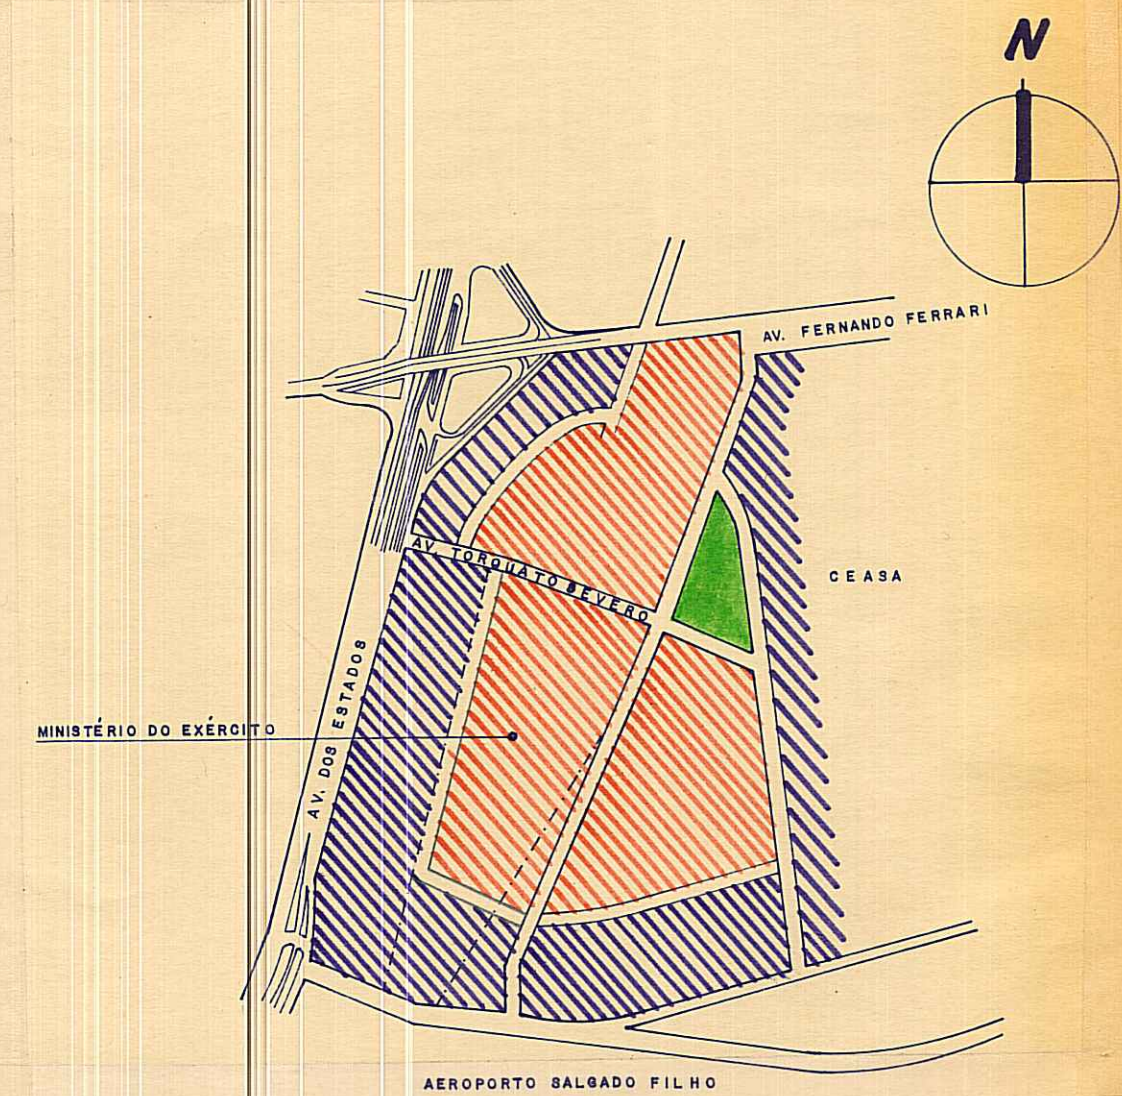 N
AV. FERNANDO FERRARI
AV. TORQUATO SEVERO
CEASA
MINISTÉRIO DO EXÉRCITO
AV. DOS ESTADOS
AEROPORTO SALGADO FILHO